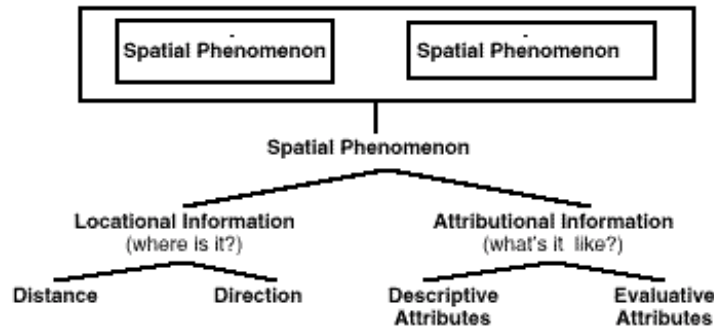 Spatial Phenomenon Spatial Phenomenon
Spatial Phenomenon
Locational Information Attributional Information
(where is it?) (what's it like?)
Distance Direction Descriptive Evaluative
Attributes Attributes